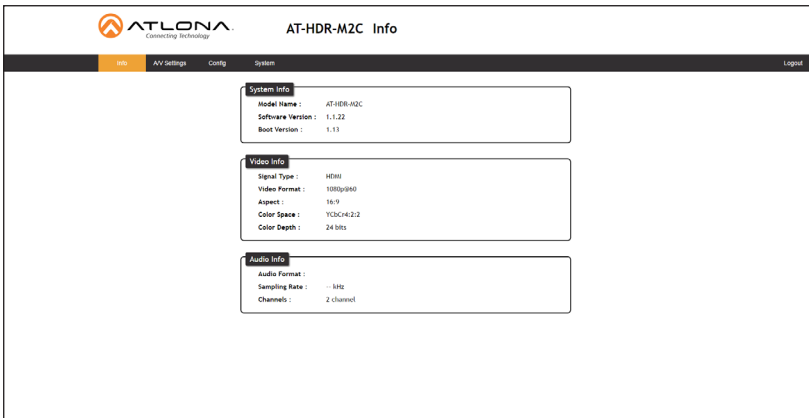 ATLONA
Connecting Technology
AT-HDR-M2C Info
Info A/V Settings Config System Logout
System Info
Model Name : AT-HDR-M2C
Software Version : 1.1.22
Boot Version : 1.13
Video Info
Signal Type : HDMI
Video Format : 1080p@60
Aspect : 16:9
Color Space : YCbCr4:2:2
Color Depth : 24 bits
Audio Info
Audio Format :
Sampling Rate : -- kHz
Channels : 2 channel